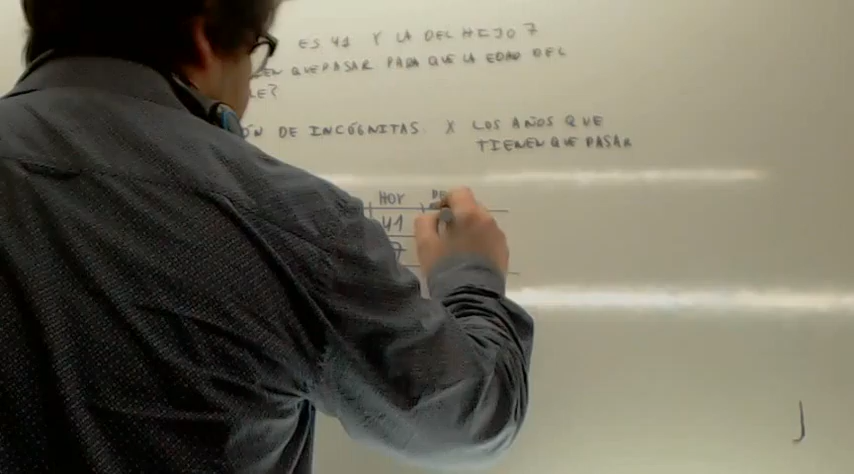 ES 41 Y LA DEL HIJO 7
QUE PASAR PARA QUE LA EDAD DEL
LE?
ÓN DE INCÓGNITAS X LOS AÑOS QUE
TIENEN QUE PASAR
HOY DE
41
7